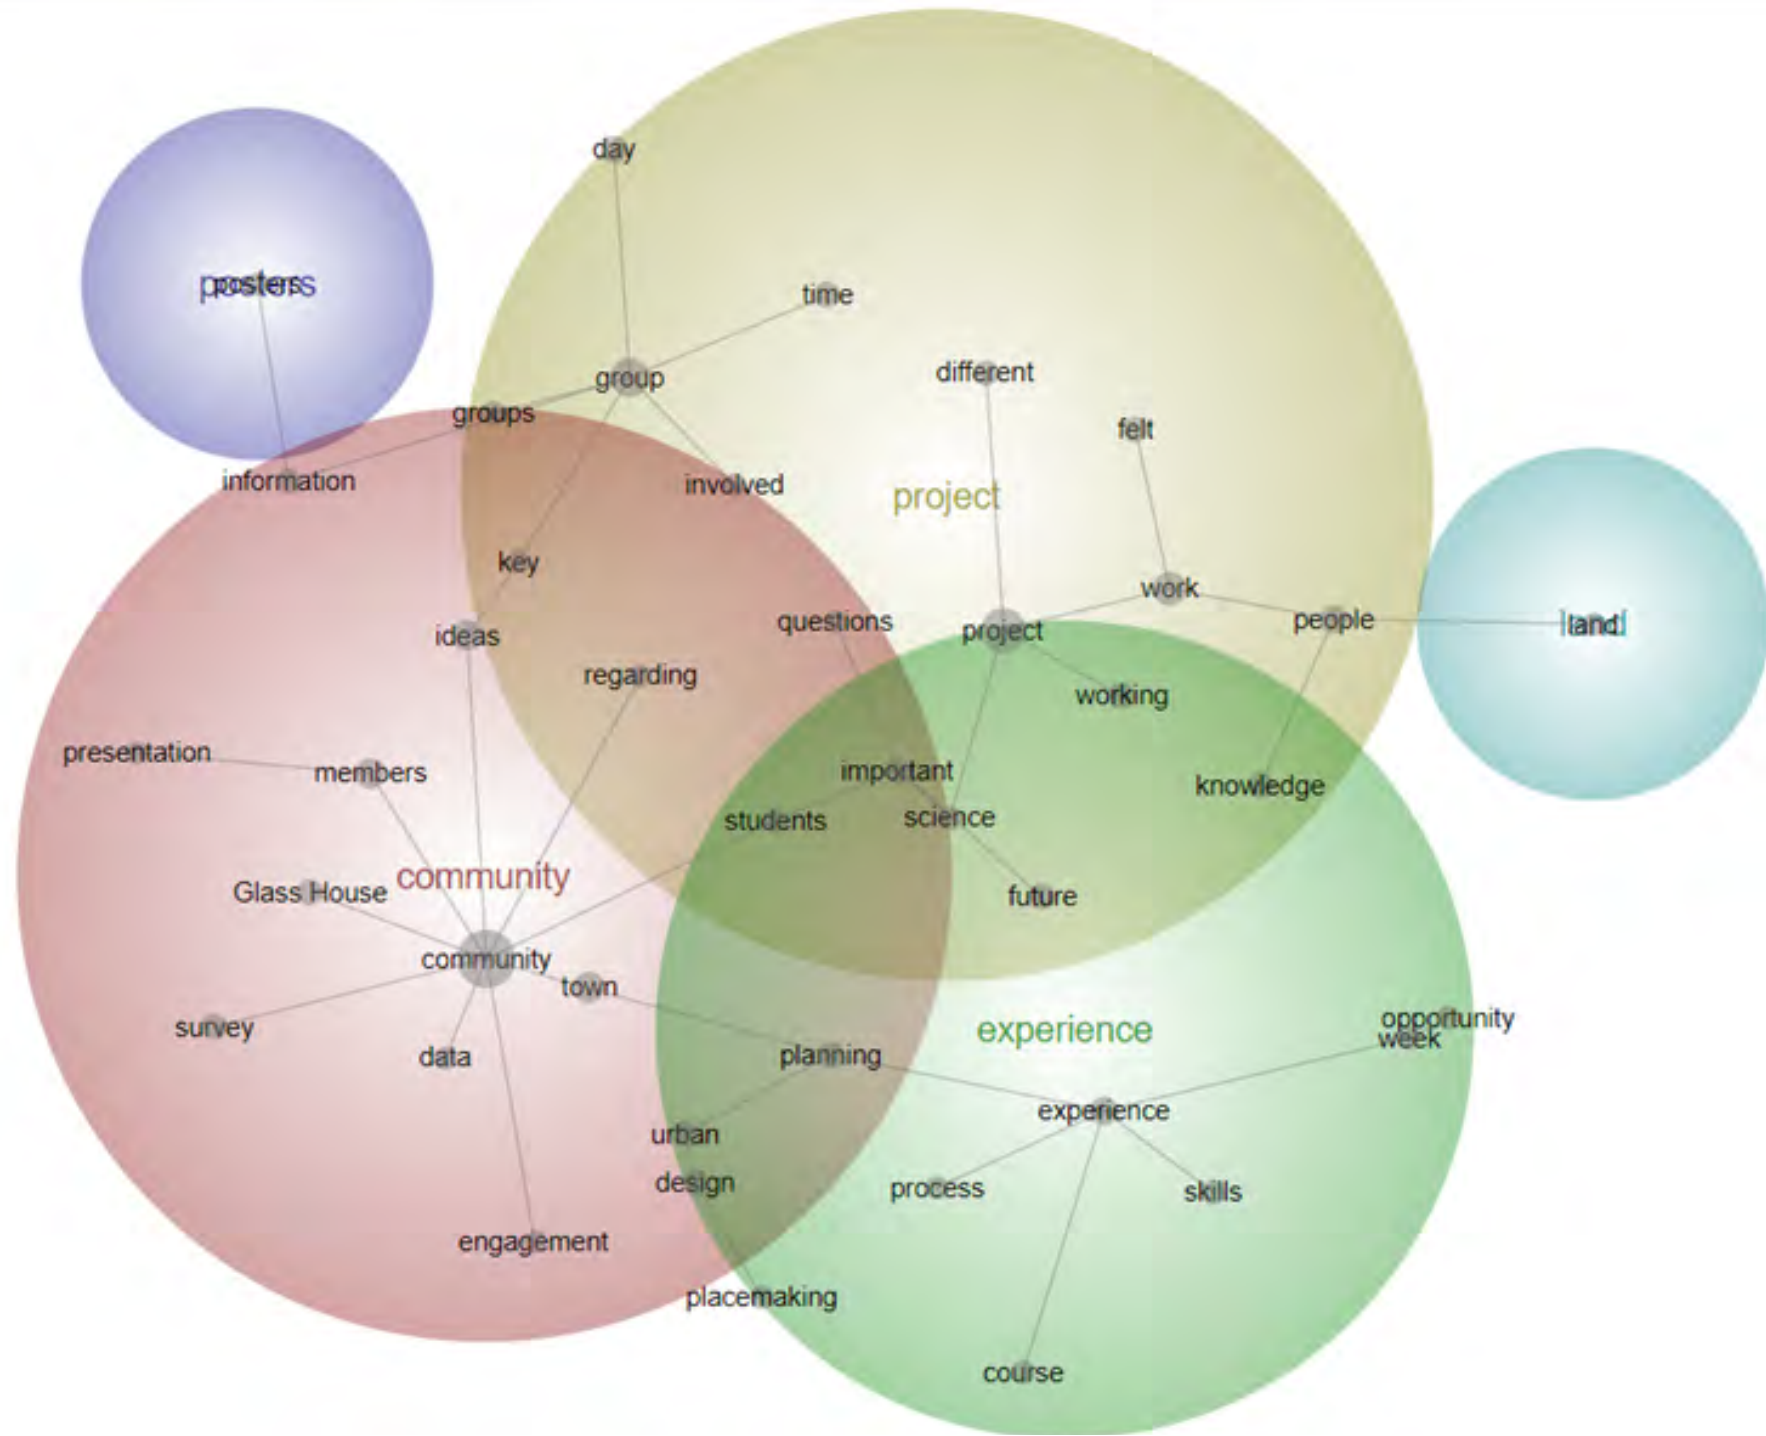 day
posters
posters
time
different
group
groups
felt
information
involved
project
key
work
questions
people
land
land
project
ideas
regarding
working
presentation
members
important
knowledge
students
science
community
Glass House
future
community
town
opportunity
survey
experience
week
data
planning
experience
urban
design
process
skills
engagement
placemaking
course